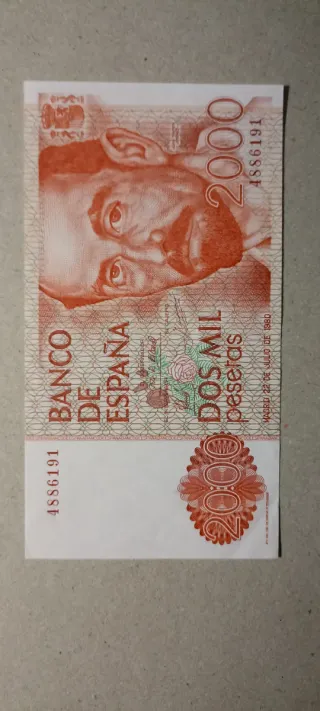 2000
4886191
BANCO
DE
ESPAÑA
DOS MIL
pesetas
MADRID 22 DE JULIO DE 1980
4886191
2000